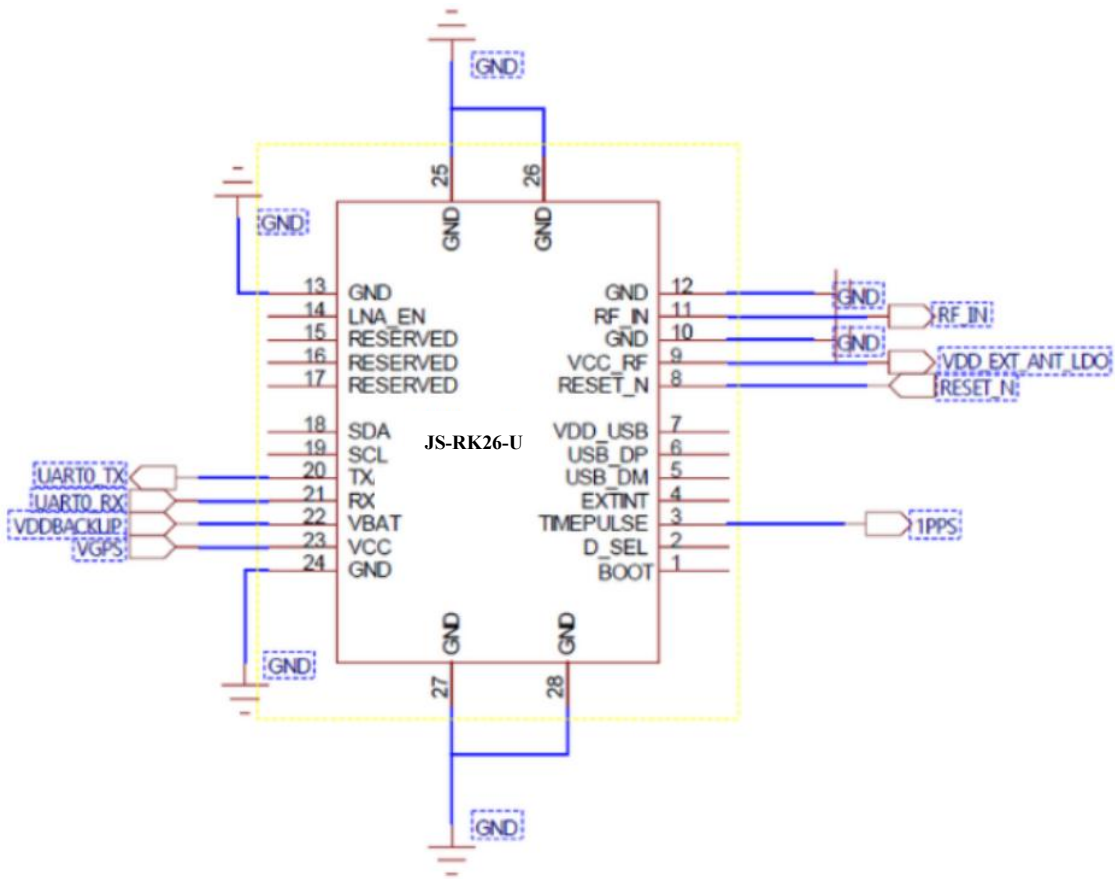 GND
25
26
GND
GND
GND
13
GND
14
LNA_EN
15
RESERVED
16
RESERVED
17
RESERVED
18
SDA
19
SCL
UART0_TX
20
TX
UART0_RX
21
RX
VDDBACKUP
22
VBAT
VGPS
23
VCC
24
GND
JS-RK26-U
GND
12
GND
RF_IN
11
RF_IN
GND
10
GND
VCC_RF
9
VDD_EXT_ANT_LDO
RESET_N
8
RESET_N
VDD_USB
7
USB_DP
6
USB_DM
5
EXTINT
4
TIMEPULSE
3
1PPS
D_SEL
2
BOOT
1
GND
GND
GND
27
28
GND